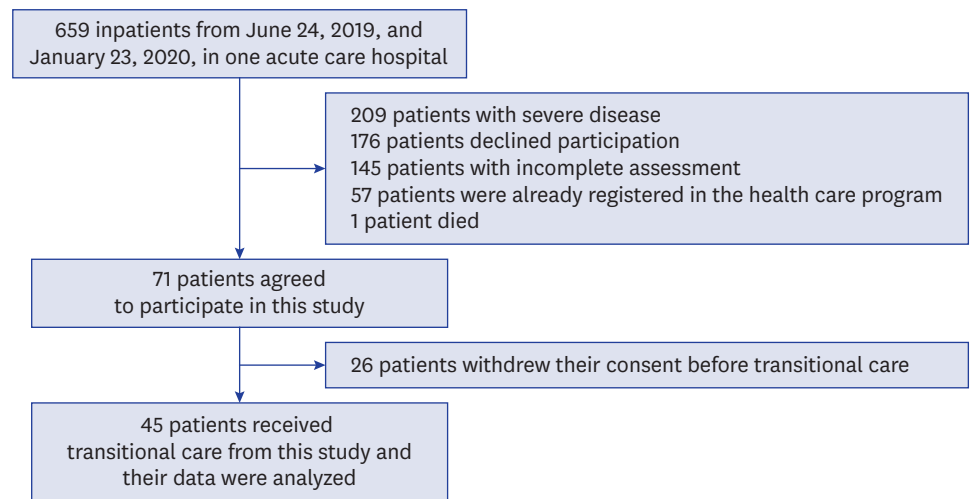 659 inpatients from June 24, 2019, and
January 23, 2020, in one acute care hospital
209 patients with severe disease
176 patients declined participation
145 patients with incomplete assessment
57 patients were already registered in the health care program
1 patient died
71 patients agreed
to participate in this study
26 patients withdrew their consent before transitional care
45 patients received
transitional care from this study and
their data were analyzed